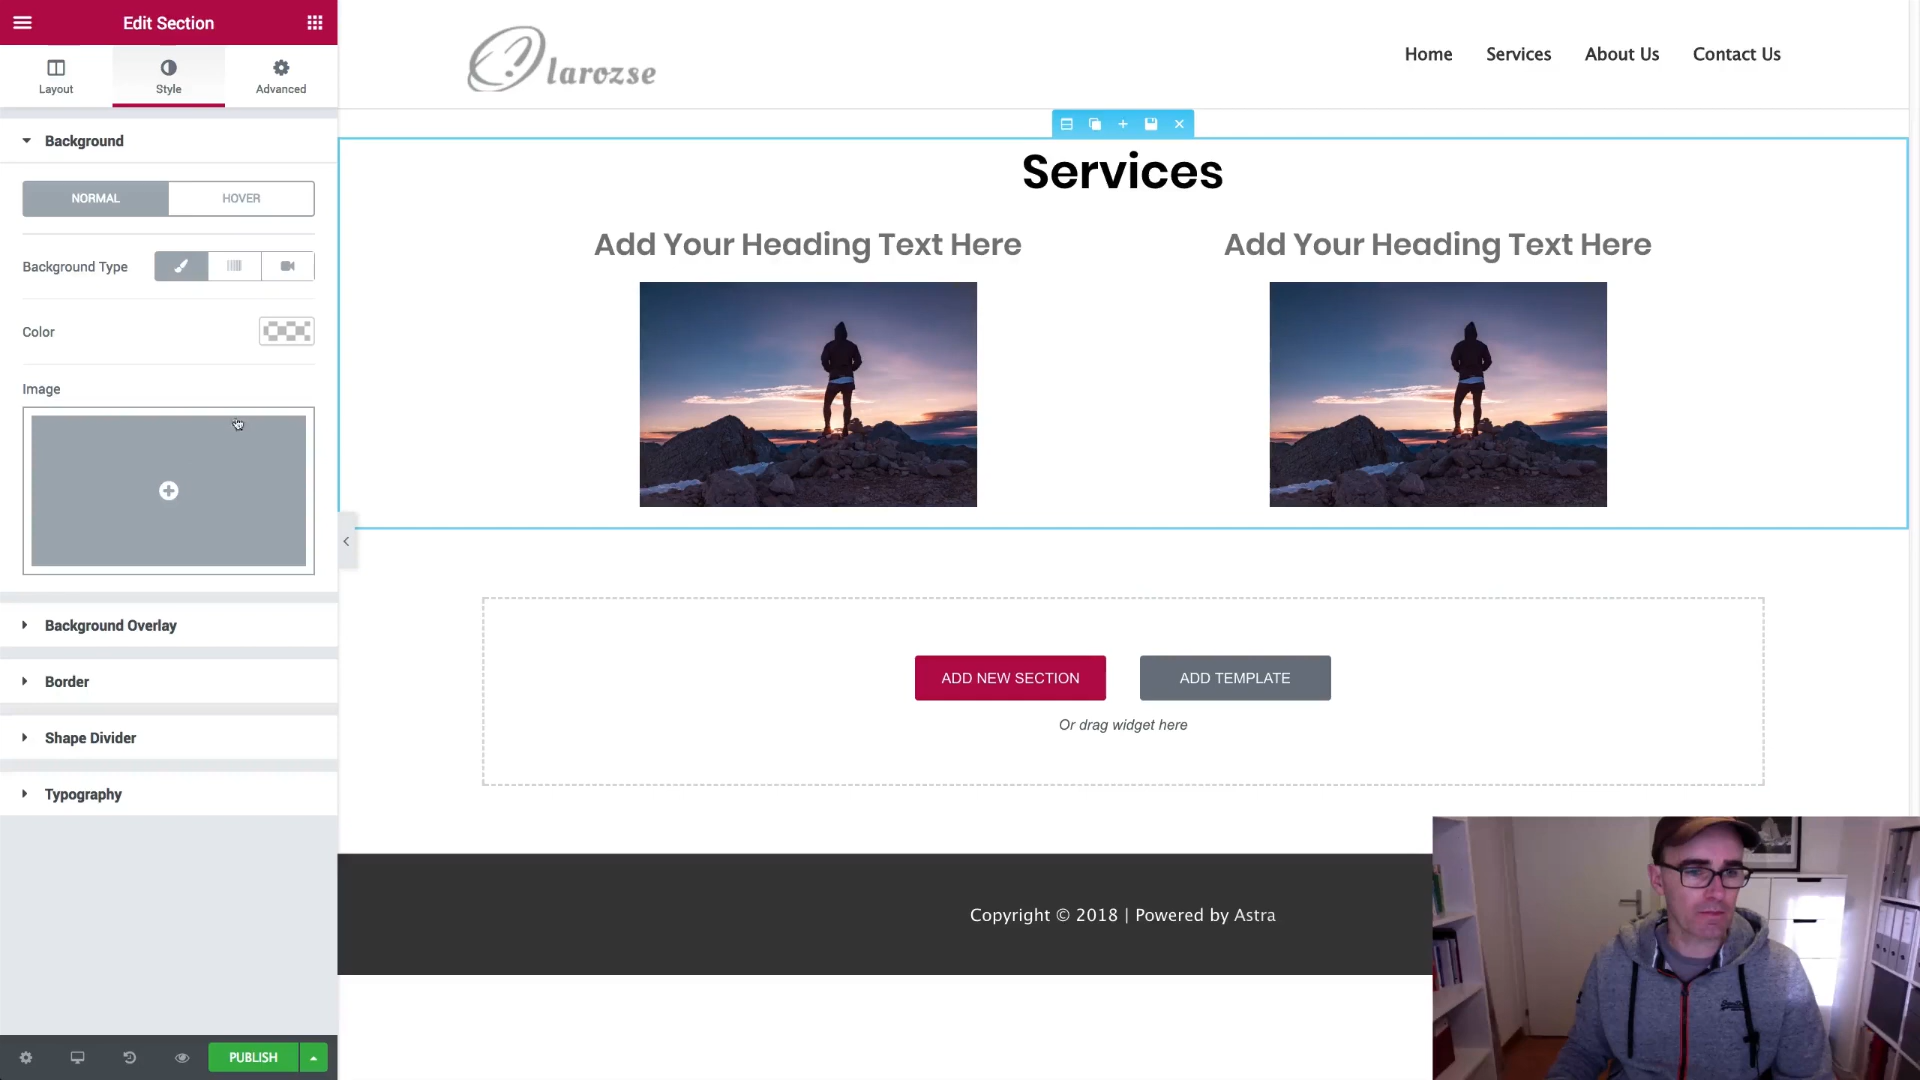 Edit Section
Layout
Style
Advanced
Background
NORMAL
HOVER
Background Type
Color
Image
Background Overlay
Border
Shape Divider
Typography
PUBLISH
larozse
Home
Services
About Us
Contact Us
Services
Add Your Heading Text Here
Add Your Heading Text Here
ADD NEW SECTION
ADD TEMPLATE
Or drag widget here
Copyright © 2018 | Powered by Astra